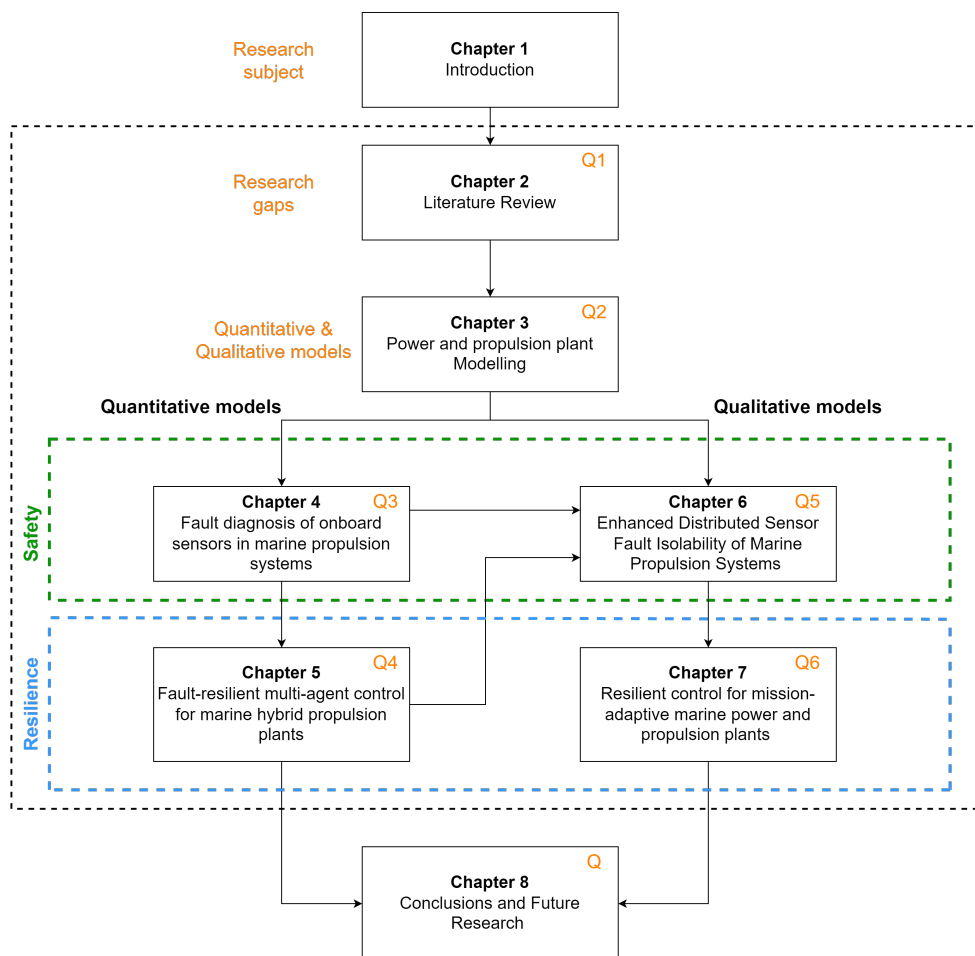 Research
subject
Chapter 1
Introduction
Research
gaps
Q1
Chapter 2
Literature Review
Quantitative &
Qualitative models
Q2
Chapter 3
Power and propulsion plant
Modelling
Quantitative models
Qualitative models
Safety
Chapter 4
Q3
Fault diagnosis of onboard
sensors in marine propulsion
systems
Chapter 6
Q5
Enhanced Distributed Sensor
Fault Isolability of Marine
Propulsion Systems
Resilience
Q4
Chapter 5
Fault-resilient multi-agent control
for marine hybrid propulsion
plants
Q6
Chapter 7
Resilient control for mission-
adaptive marine power and
propulsion plants
Q
Chapter 8
Conclusions and Future
Research